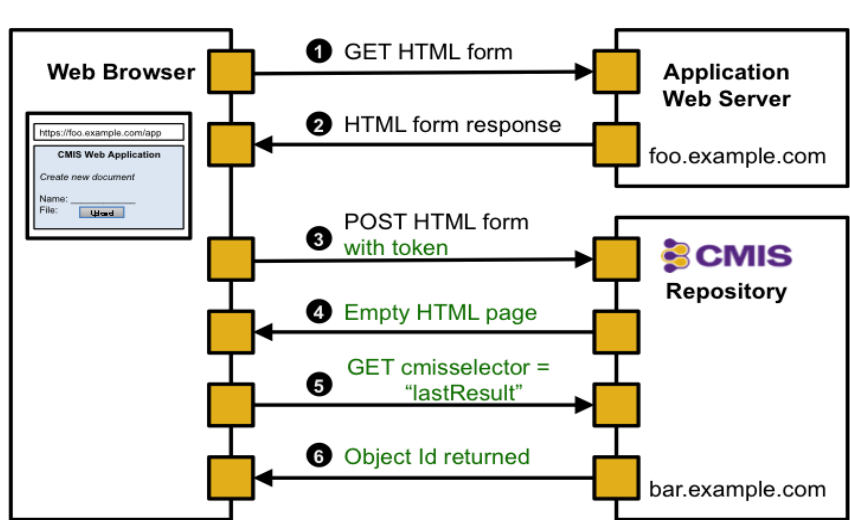 Web Browser
https://foo.example.com/app
CMIS Web Application
Create new document
Name: ____________
File:
Upload
1 GET HTML form
2 HTML form response
3 POST HTML form
with token
4 Empty HTML page
5 GET cmisselector =
“lastResult”
6 Object Id returned
Application
Web Server
foo.example.com
CMIS
Repository
bar.example.com